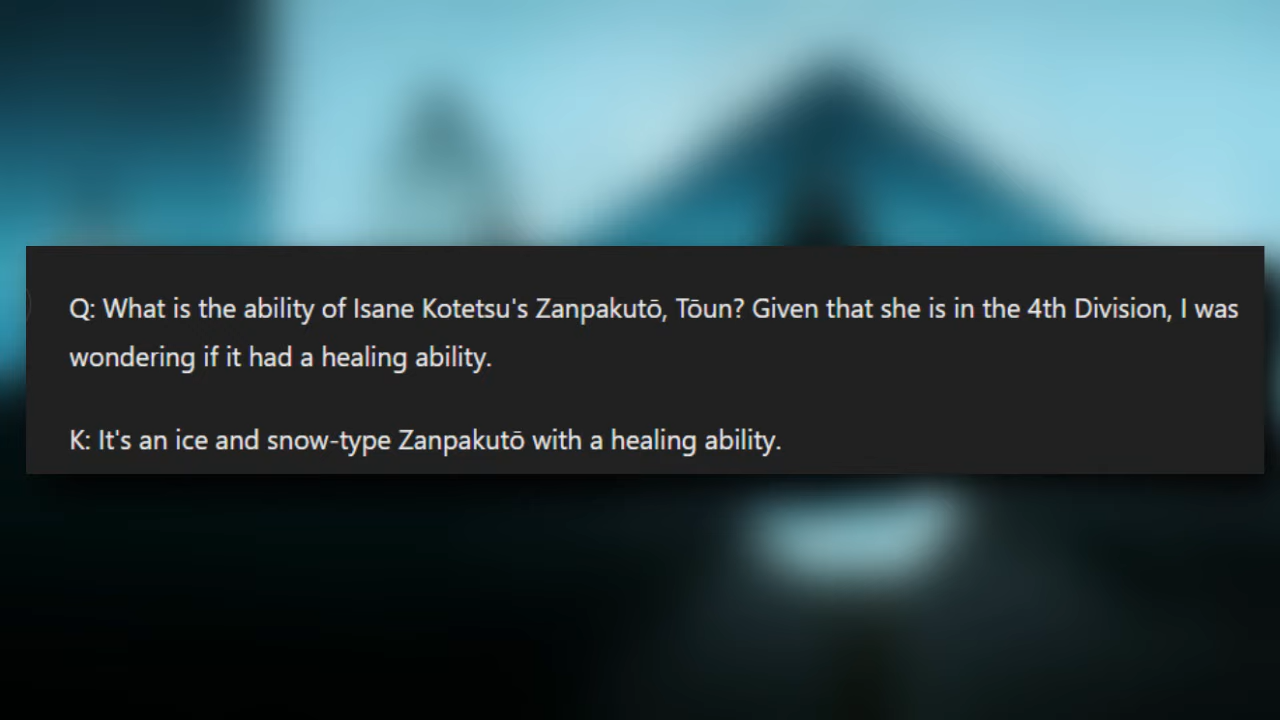 Q: What is the ability of Isane Kotetsu's Zanpakutō, Tōun? Given that she is in the 4th Division, I was
wondering if it had a healing ability.
K: It's an ice and snow-type Zanpakutō with a healing ability.